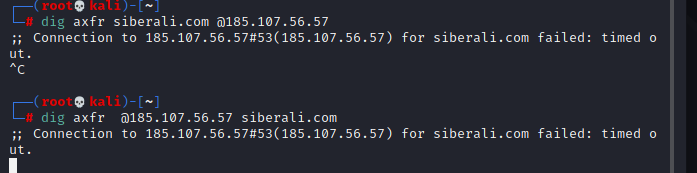 ┌──(root💀kali)-[~]
└─# dig axfr siberali.com @185.107.56.57
;; Connection to 185.107.56.57#53(185.107.56.57) for siberali.com failed: timed o
ut.
^C
┌──(root💀kali)-[~]
└─# dig axfr  @185.107.56.57 siberali.com
;; Connection to 185.107.56.57#53(185.107.56.57) for siberali.com failed: timed o
ut.